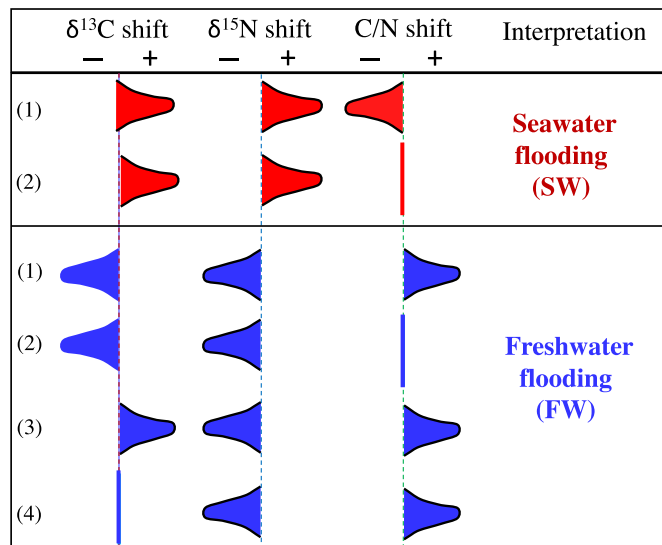 δ¹³C shift δ¹⁵N shift C/N shift Interpretation
− + − + − +
(1)
Seawater
flooding
(2)
(SW)
(1)
(2)
Freshwater
flooding
(FW)
(3)
(4)